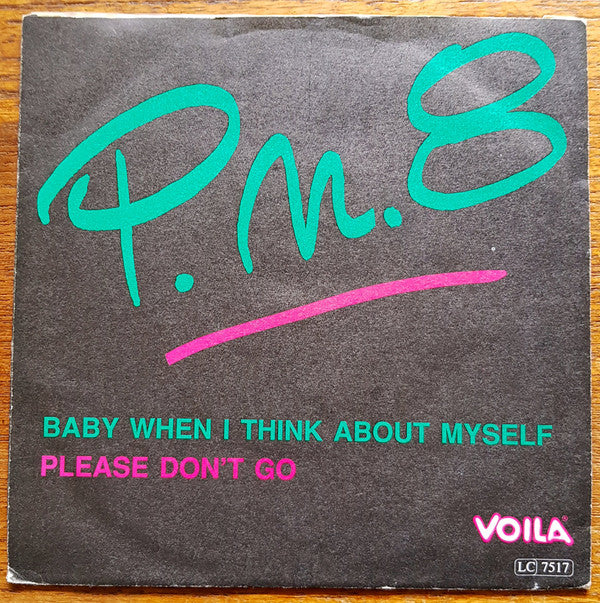 P.M.8
BABY WHEN I THINK ABOUT MYSELF
PLEASE DON'T GO
VOILA®
LC 7517